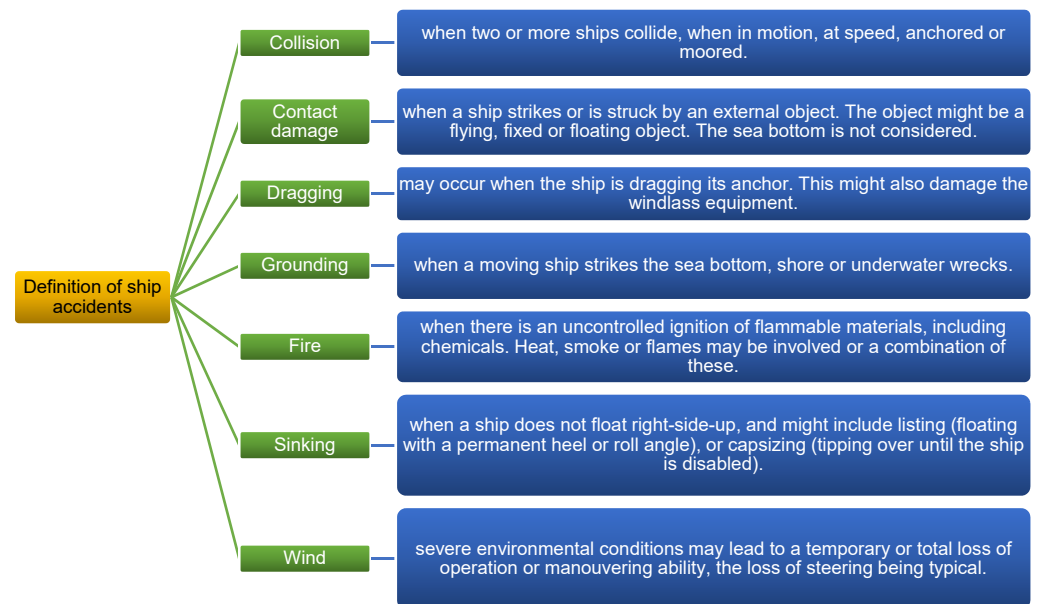 Definition of ship
accidents
Collision
when two or more ships collide, when in motion, at speed, anchored or
moored.
Contact
damage
when a ship strikes or is struck by an external object. The object might be a
flying, fixed or floating object. The sea bottom is not considered.
Dragging
may occur when the ship is dragging its anchor. This might also damage the
windlass equipment.
Grounding
when a moving ship strikes the sea bottom, shore or underwater wrecks.
Fire
when there is an uncontrolled ignition of flammable materials, including
chemicals. Heat, smoke or flames may be involved or a combination of
these.
Sinking
when a ship does not float right-side-up, and might include listing (floating
with a permanent heel or roll angle), or capsizing (tipping over until the ship
is disabled).
Wind
severe environmental conditions may lead to a temporary or total loss of
operation or manouvering ability, the loss of steering being typical.